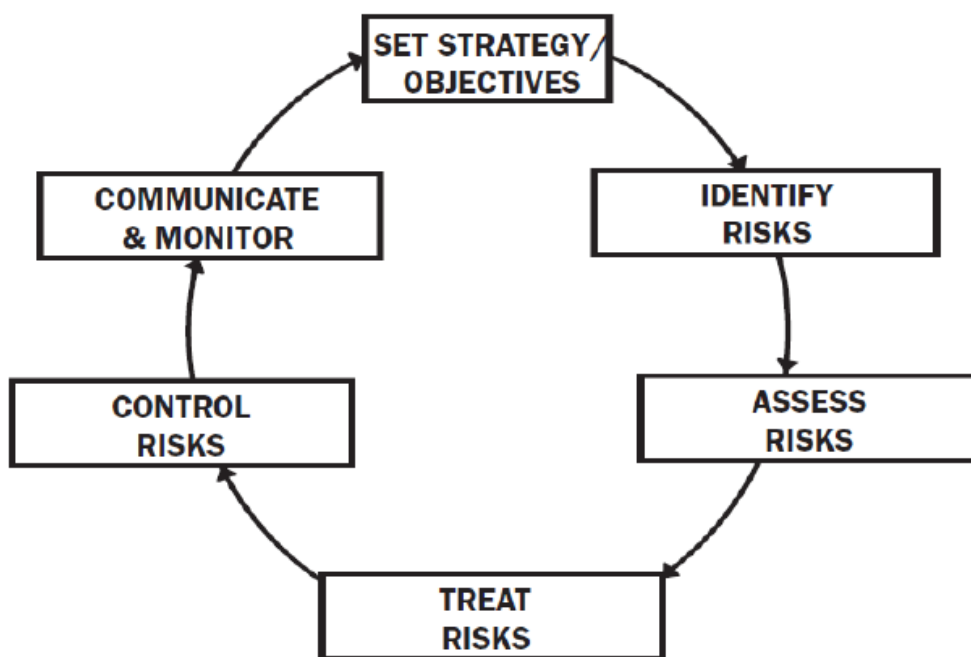 SET STRATEGY/
OBJECTIVES
IDENTIFY
RISKS
ASSESS
RISKS
TREAT
RISKS
CONTROL
RISKS
COMMUNICATE
& MONITOR